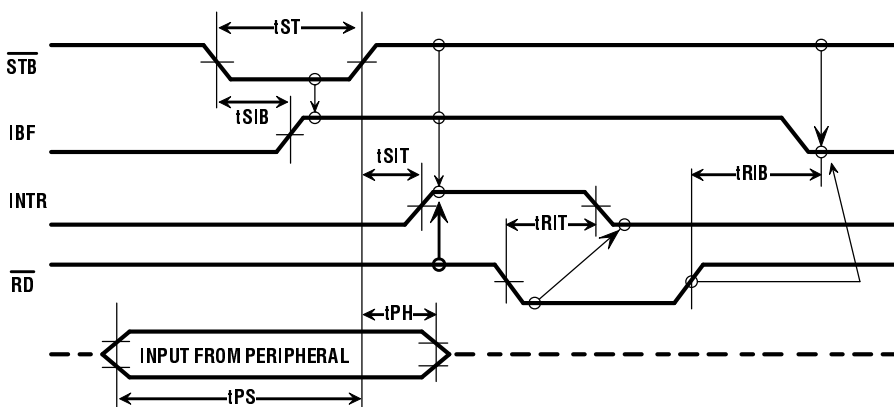 tST
STB
tSIB
IBF
tSIT
tRIB
INTR
tRIT
RD
tPH
INPUT FROM PERIPHERAL
tPS